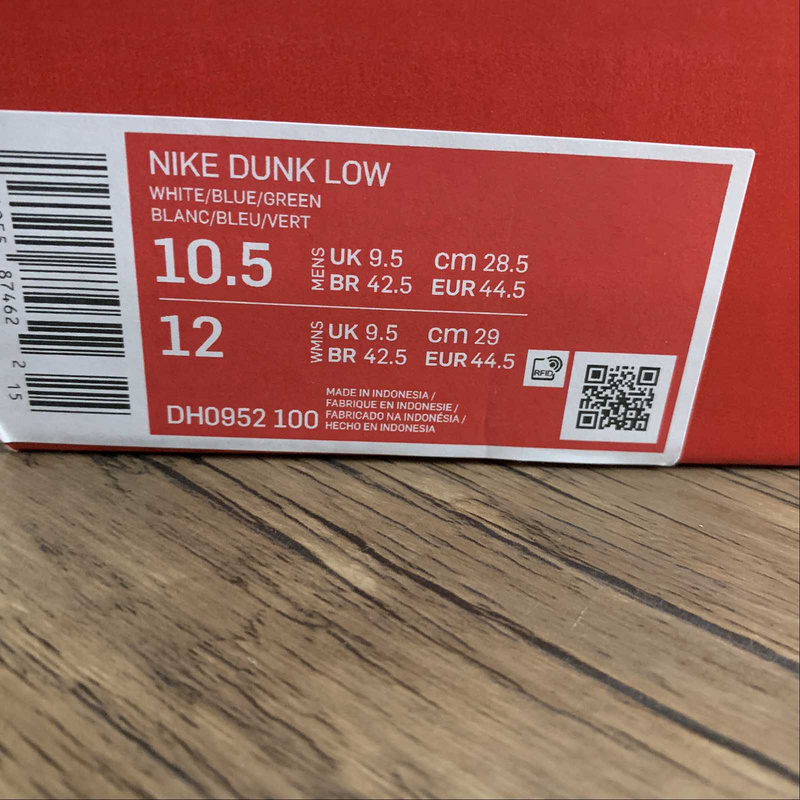 NIKE DUNK LOW
WHITE/BLUE/GREEN
BLANC/BLEU/VERT
10.5 MENS UK 9.5 cm 28.5
BR 42.5 EUR 44.5
12 WMNS UK 9.5 cm 29
BR 42.5 EUR 44.5
RFID
DH0952 100
MADE IN INDONESIA /
FABRIQUE EN INDONESIE /
FABRICADO NA INDONÉSIA /
HECHO EN INDONESIA
87462 2 15